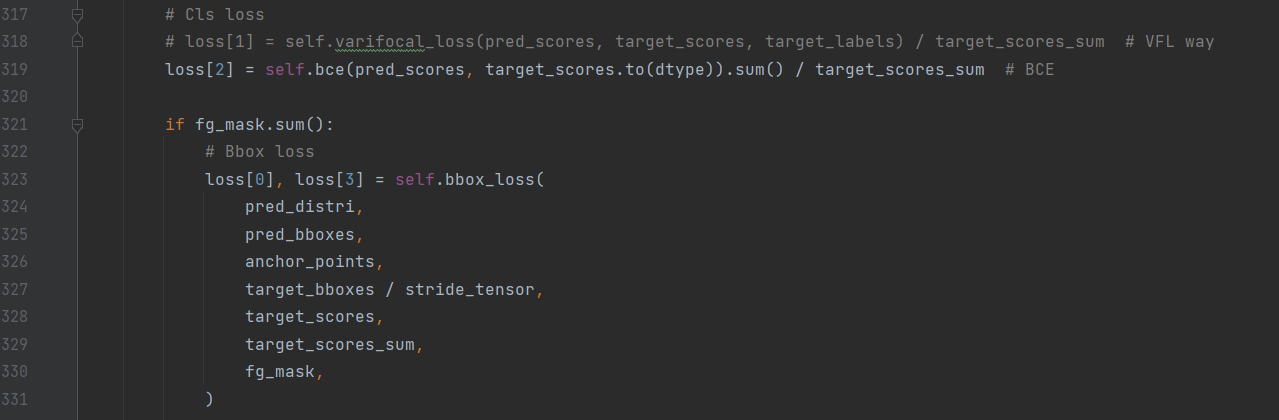 317 # Cls loss
318 # loss[1] = self.varifocal_loss(pred_scores, target_scores, target_labels) / target_scores_sum  # VFL way
319 loss[2] = self.bce(pred_scores, target_scores.to(dtype)).sum() / target_scores_sum  # BCE
320
321 if fg_mask.sum():
322     # Bbox loss
323     loss[0], loss[3] = self.bbox_loss(
324         pred_distri,
325         pred_bboxes,
326         anchor_points,
327         target_bboxes / stride_tensor,
328         target_scores,
329         target_scores_sum,
330         fg_mask,
331     )